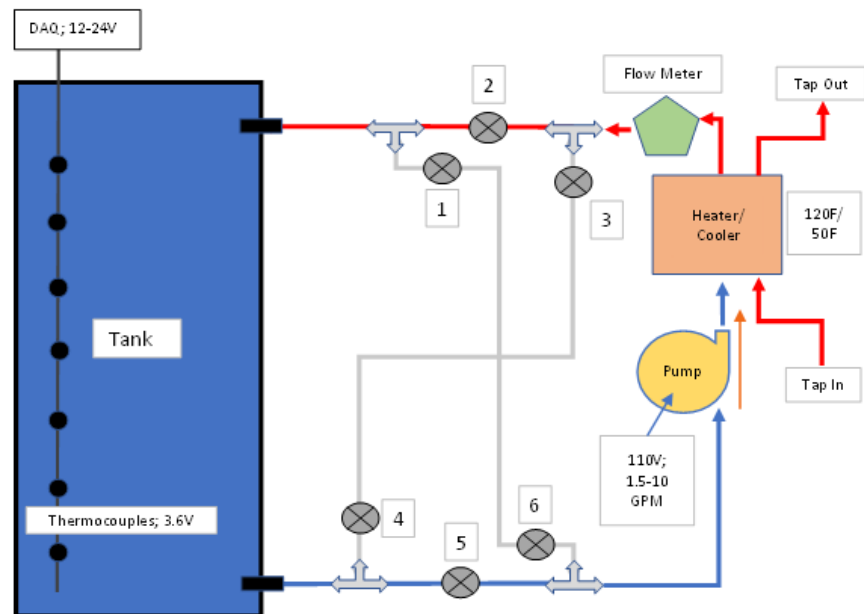 DAQ; 12-24V
2
Flow Meter
Tap Out
1
3
Heater/
Cooler
120F/
50F
Tank
Pump
Tap In
110V;
1.5-10
GPM
Thermocouples; 3.6V
4
6
5